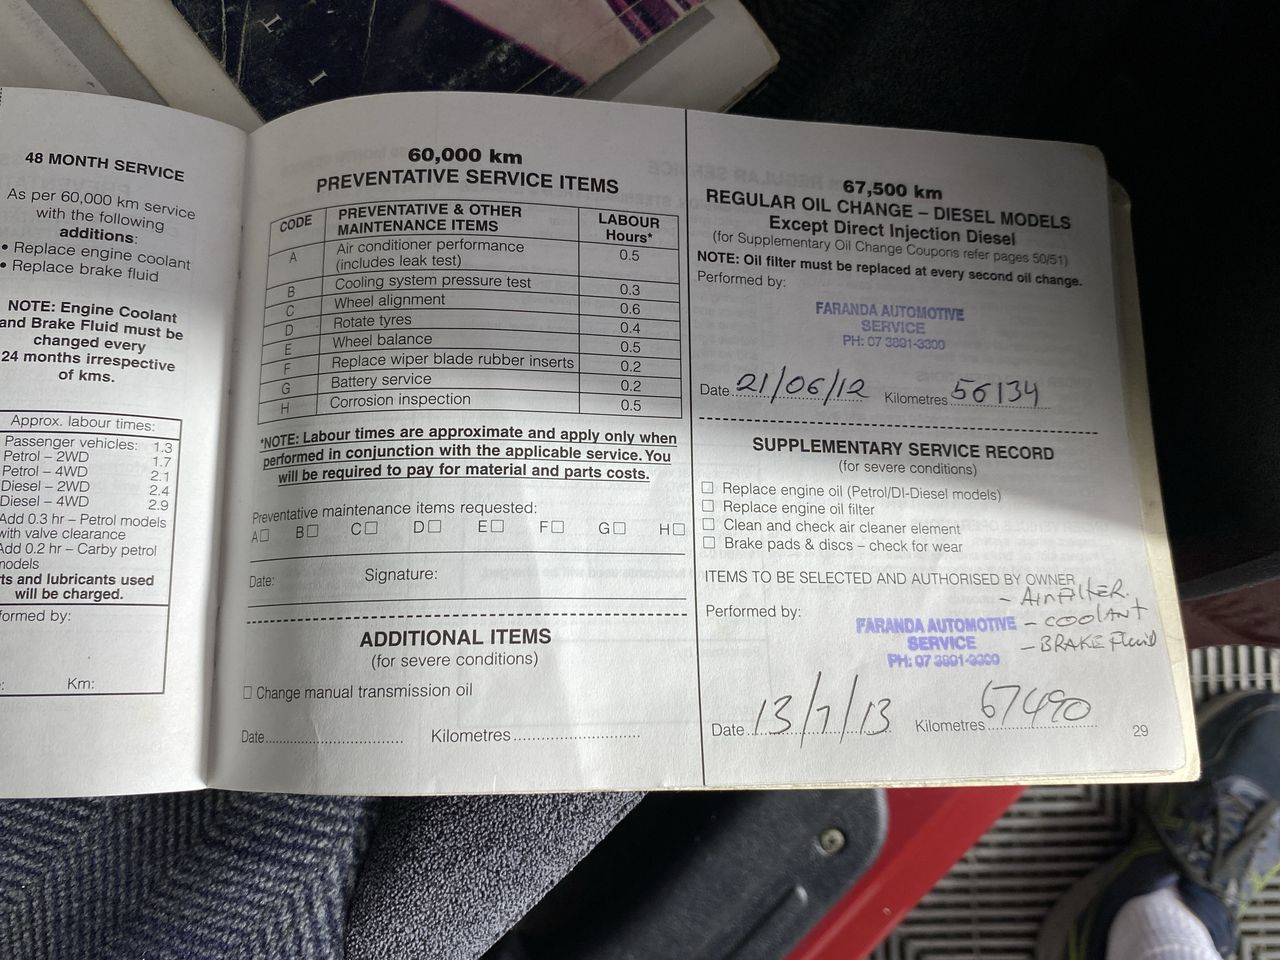 48 MONTH SERVICE
As per 60,000 km service
with the following
additions:
• Replace engine coolant
• Replace brake fluid
NOTE: Engine Coolant
and Brake Fluid must be
changed every
24 months irrespective
of kms.
Approx. labour times:
Passenger vehicles: 1.3
Petrol – 2WD 1.7
Petrol – 4WD 2.1
Diesel – 2WD 2.4
Diesel – 4WD 2.9
Add 0.3 hr – Petrol models
with valve clearance
Add 0.2 hr – Carby petrol
models
rts and lubricants used
will be charged.
formed by:
: Km:
60,000 km
PREVENTATIVE SERVICE ITEMS
CODE PREVENTATIVE & OTHER MAINTENANCE ITEMS LABOUR Hours*
A Air conditioner performance (includes leak test) 0.5
B Cooling system pressure test 0.3
C Wheel alignment 0.6
D Rotate tyres 0.4
E Wheel balance 0.5
F Replace wiper blade rubber inserts 0.2
G Battery service 0.2
H Corrosion inspection 0.5
*NOTE: Labour times are approximate and apply only when
performed in conjunction with the applicable service. You
will be required to pay for material and parts costs.
Preventative maintenance items requested:
A☐ B☐ C☐ D☐ E☐ F☐ G☐ H☐
Date: Signature:
ADDITIONAL ITEMS
(for severe conditions)
☐ Change manual transmission oil
Date Kilometres
67,500 km
REGULAR OIL CHANGE – DIESEL MODELS
Except Direct Injection Diesel
(for Supplementary Oil Change Coupons refer pages 50/51)
NOTE: Oil filter must be replaced at every second oil change.
Performed by:
FARANDA AUTOMOTIVE
SERVICE
PH: 07 3891-3300
Date 21/06/12 Kilometres 56134
SUPPLEMENTARY SERVICE RECORD
(for severe conditions)
☐ Replace engine oil (Petrol/DI-Diesel models)
☐ Replace engine oil filter
☐ Clean and check air cleaner element
☐ Brake pads & discs – check for wear
ITEMS TO BE SELECTED AND AUTHORISED BY OWNER
- AIR FILTER.
Performed by:
FARANDA AUTOMOTIVE - COOLANT
SERVICE - BRAKE Fluid
PH: 07 3891-3300
Date 13/7/13 Kilometres 67490
29